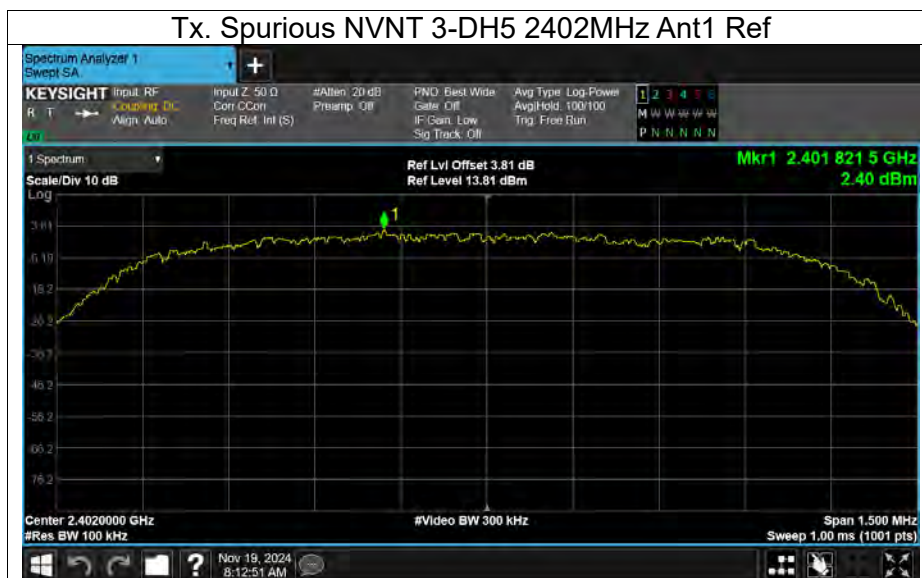 Tx. Spurious NVNT 3-DH5 2402MHz Ant1 Ref
Spectrum Analyzer 1
Swept SA
+
KEYSIGHT Input: RF Input Z: 50 Ω #Atten: 20 dB PNO: Best Wide Avg Type: Log-Power 1 2 3 4 5 6
R T Coupling: DC Corr CCorr Preamp: Off Gate: Off Avg|Hold: 100/100 M W W W W W
Align: Auto Freq Ref: Int (S) IF Gain: Low Trig: Free Run
Sig Track: Off P N N N N N
1 Spectrum
Ref Lvl Offset 3.81 dB
Mkr1 2.401 821 5 GHz
Scale/Div 10 dB Ref Level 13.81 dBm 2.40 dBm
Log
1
3.81
-6.19
-16.2
-26.2
-36.2
-46.2
-56.2
-66.2
-76.2
Center 2.4020000 GHz #Video BW 300 kHz Span 1.500 MHz
#Res BW 100 kHz Sweep 1.00 ms (1001 pts)
?
Nov 19, 2024
8:12:51 AM